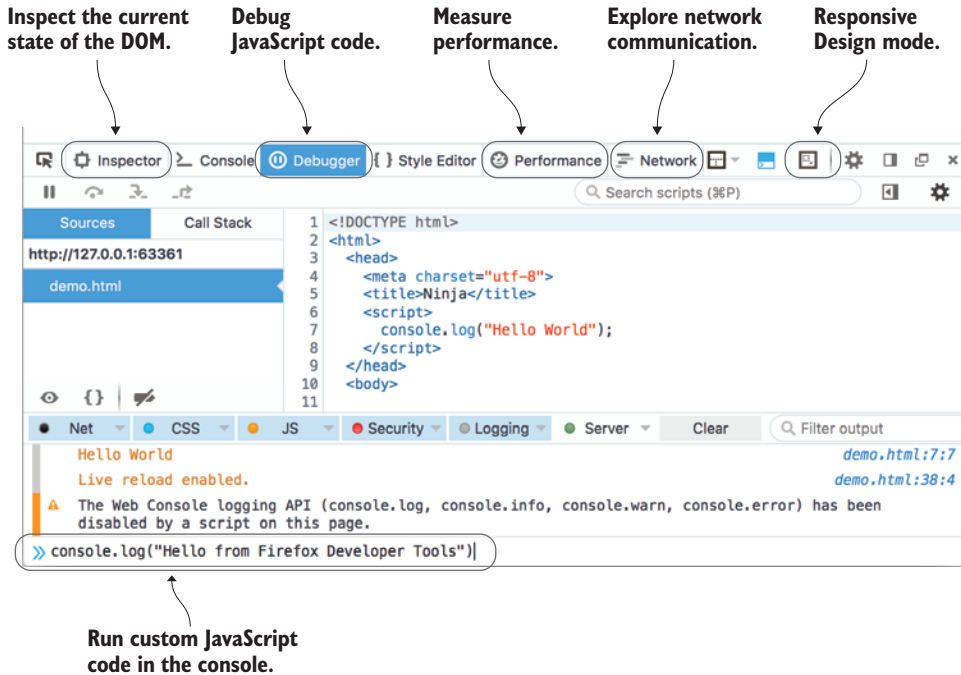 Inspect the current
state of the DOM.
Debug
JavaScript code.
Measure
performance.
Explore network
communication.
Responsive
Design mode.
Inspector Console Debugger { } Style Editor Performance Network
Search scripts (⌘P)
Sources Call Stack
http://127.0.0.1:63361
demo.html
1 <!DOCTYPE html>
2 <html>
3 <head>
4 <meta charset="utf-8">
5 <title>Ninja</title>
6 <script>
7 console.log("Hello World");
8 </script>
9 </head>
10 <body>
11
{}
Net CSS JS Security Logging Server Clear Filter output
Hello World demo.html:7:7
Live reload enabled. demo.html:38:4
The Web Console logging API (console.log, console.info, console.warn, console.error) has been
disabled by a script on this page.
» console.log("Hello from Firefox Developer Tools")
Run custom JavaScript
code in the console.